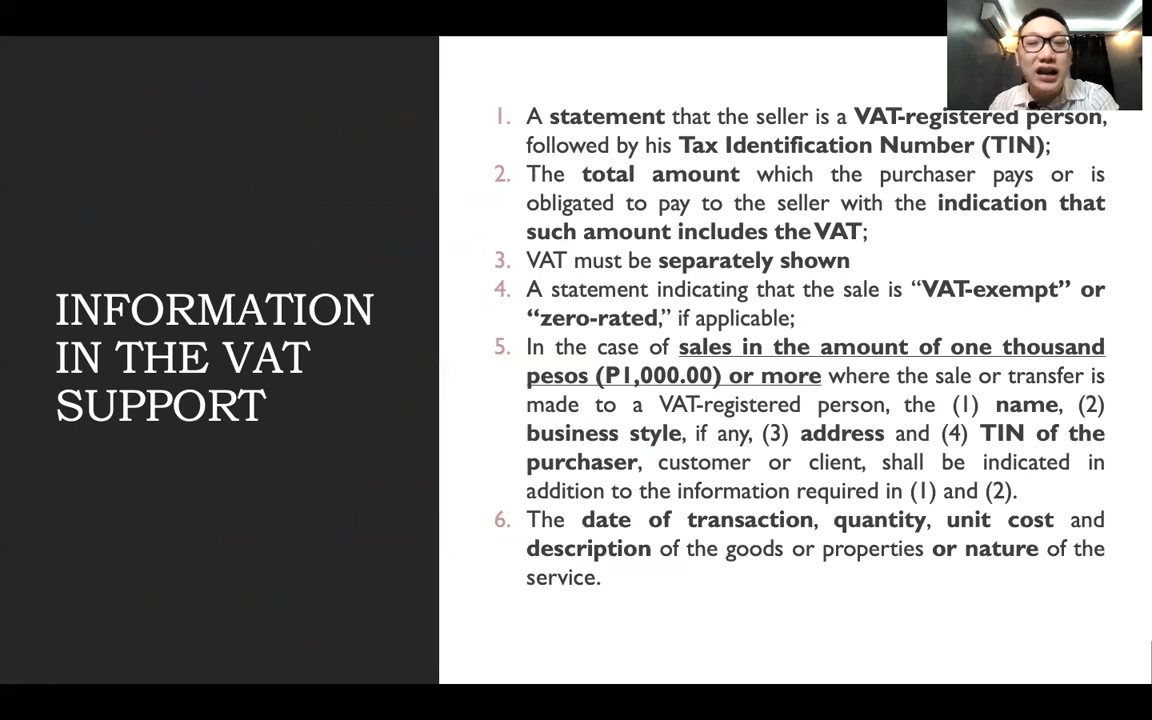 INFORMATION
IN THE VAT
SUPPORT
1. A statement that the seller is a VAT-registered person,
followed by his Tax Identification Number (TIN);
2. The total amount which the purchaser pays or is
obligated to pay to the seller with the indication that
such amount includes the VAT;
3. VAT must be separately shown
4. A statement indicating that the sale is “VAT-exempt” or
“zero-rated,” if applicable;
5. In the case of sales in the amount of one thousand
pesos (P1,000.00) or more where the sale or transfer is
made to a VAT-registered person, the (1) name, (2)
business style, if any, (3) address and (4) TIN of the
purchaser, customer or client, shall be indicated in
addition to the information required in (1) and (2).
6. The date of transaction, quantity, unit cost and
description of the goods or properties or nature of the
service.